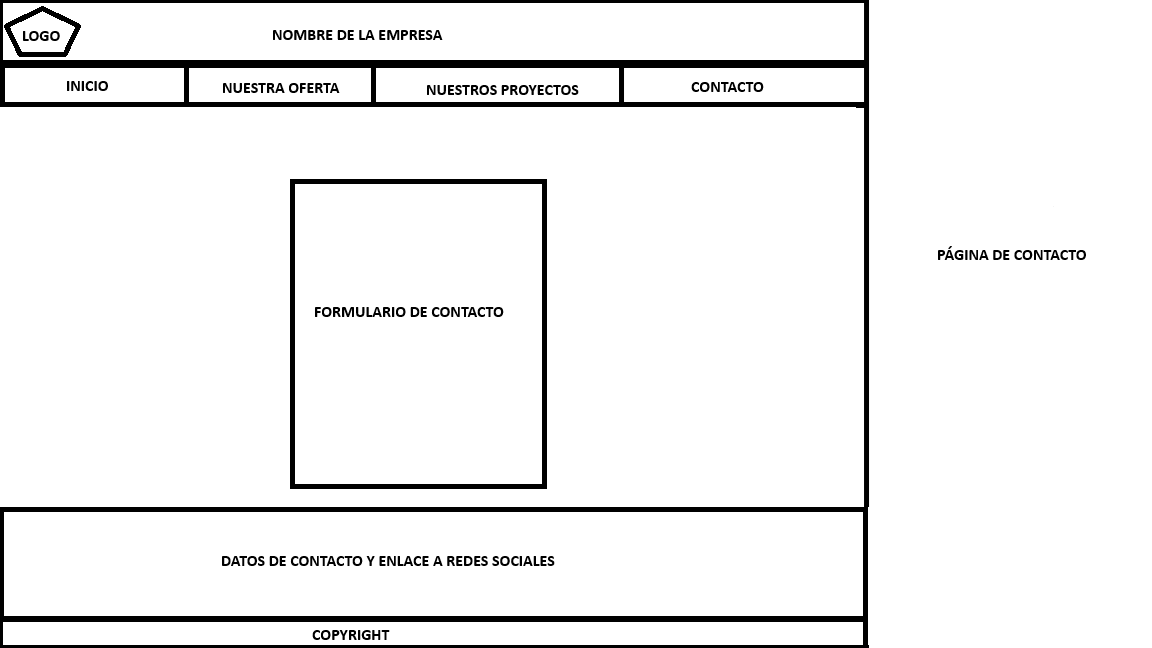 LOGO
NOMBRE DE LA EMPRESA
INICIO
NUESTRA OFERTA
NUESTROS PROYECTOS
CONTACTO
PÁGINA DE CONTACTO
FORMULARIO DE CONTACTO
DATOS DE CONTACTO Y ENLACE A REDES SOCIALES
COPYRIGHT